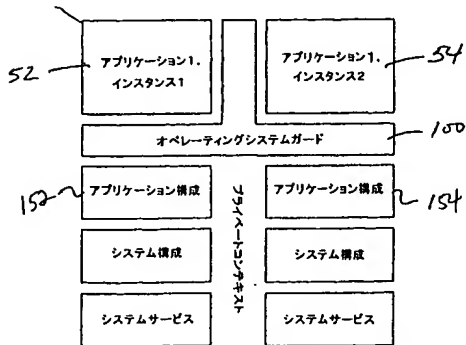 アプリケーション1.
インスタンス1
アプリケーション1.
インスタンス2
52
54
オペレーティングシステムガード
100
152
アプリケーション構成
アプリケーション構成
154
プライベートコンテキスト
システム構成
システム構成
システムサービス
システムサービス